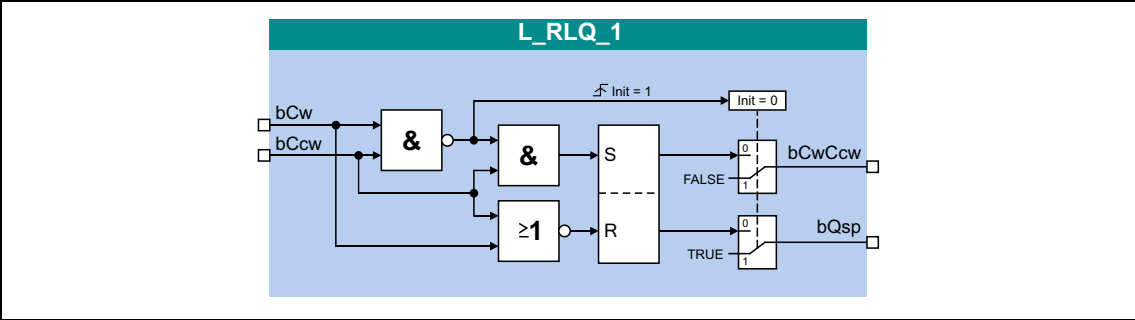 L_RLQ_1
Init = 1
Init = 0
bCw
bCcw
&
&
≥1
S
R
0
1
FALSE
bCwCcw
0
1
TRUE
bQsp